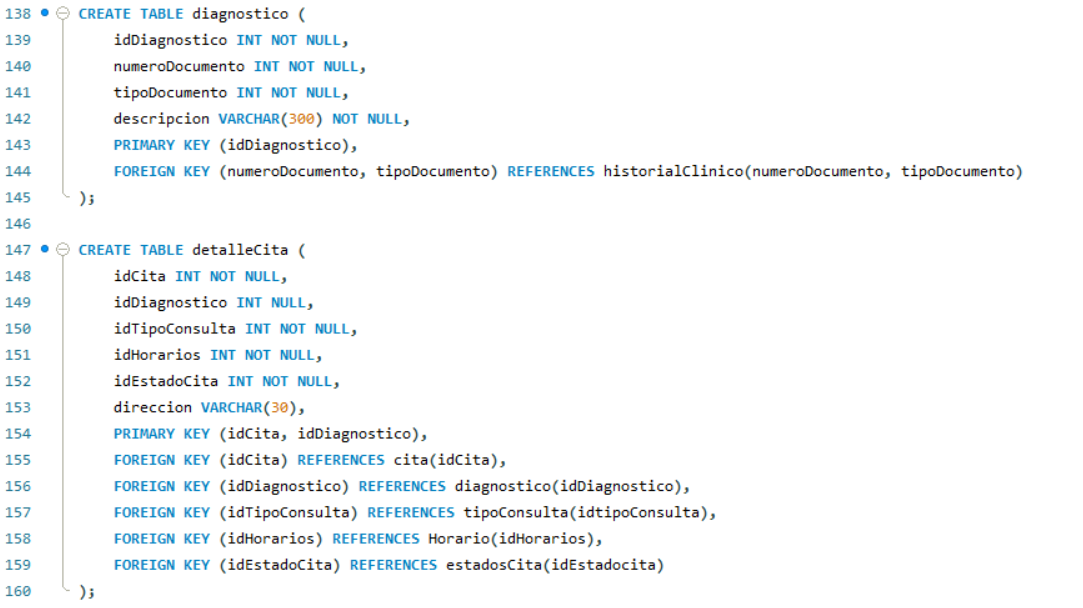 138 CREATE TABLE diagnostico (
139 idDiagnostico INT NOT NULL,
140 numeroDocumento INT NOT NULL,
141 tipoDocumento INT NOT NULL,
142 descripcion VARCHAR(300) NOT NULL,
143 PRIMARY KEY (idDiagnostico),
144 FOREIGN KEY (numeroDocumento, tipoDocumento) REFERENCES historialClinico(numeroDocumento, tipoDocumento)
145 );
146
147 CREATE TABLE detalleCita (
148 idCita INT NOT NULL,
149 idDiagnostico INT NULL,
150 idTipoConsulta INT NOT NULL,
151 idHorarios INT NOT NULL,
152 idEstadoCita INT NOT NULL,
153 direccion VARCHAR(30),
154 PRIMARY KEY (idCita, idDiagnostico),
155 FOREIGN KEY (idCita) REFERENCES cita(idCita),
156 FOREIGN KEY (idDiagnostico) REFERENCES diagnostico(idDiagnostico),
157 FOREIGN KEY (idTipoConsulta) REFERENCES tipoConsulta(idtipoConsulta),
158 FOREIGN KEY (idHorarios) REFERENCES Horario(idHorarios),
159 FOREIGN KEY (idEstadoCita) REFERENCES estadosCita(idEstadocita)
160 );